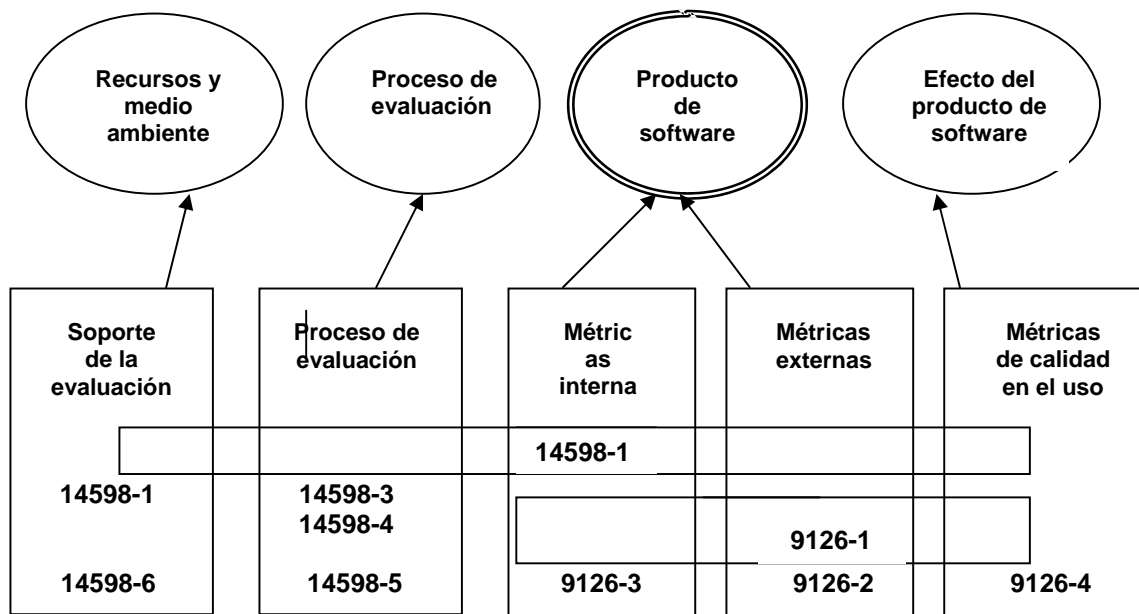 Recursos y
medio
ambiente
Proceso de
evaluación
Producto
de
software
Efecto del
producto de
software
Soporte
de la
evaluación
Proceso de
evaluación
Métric
as
interna
Métricas
externas
Métricas
de calidad
en el uso
14598-1
14598-1
14598-3
14598-4
9126-1
14598-6
14598-5
9126-3
9126-2
9126-4